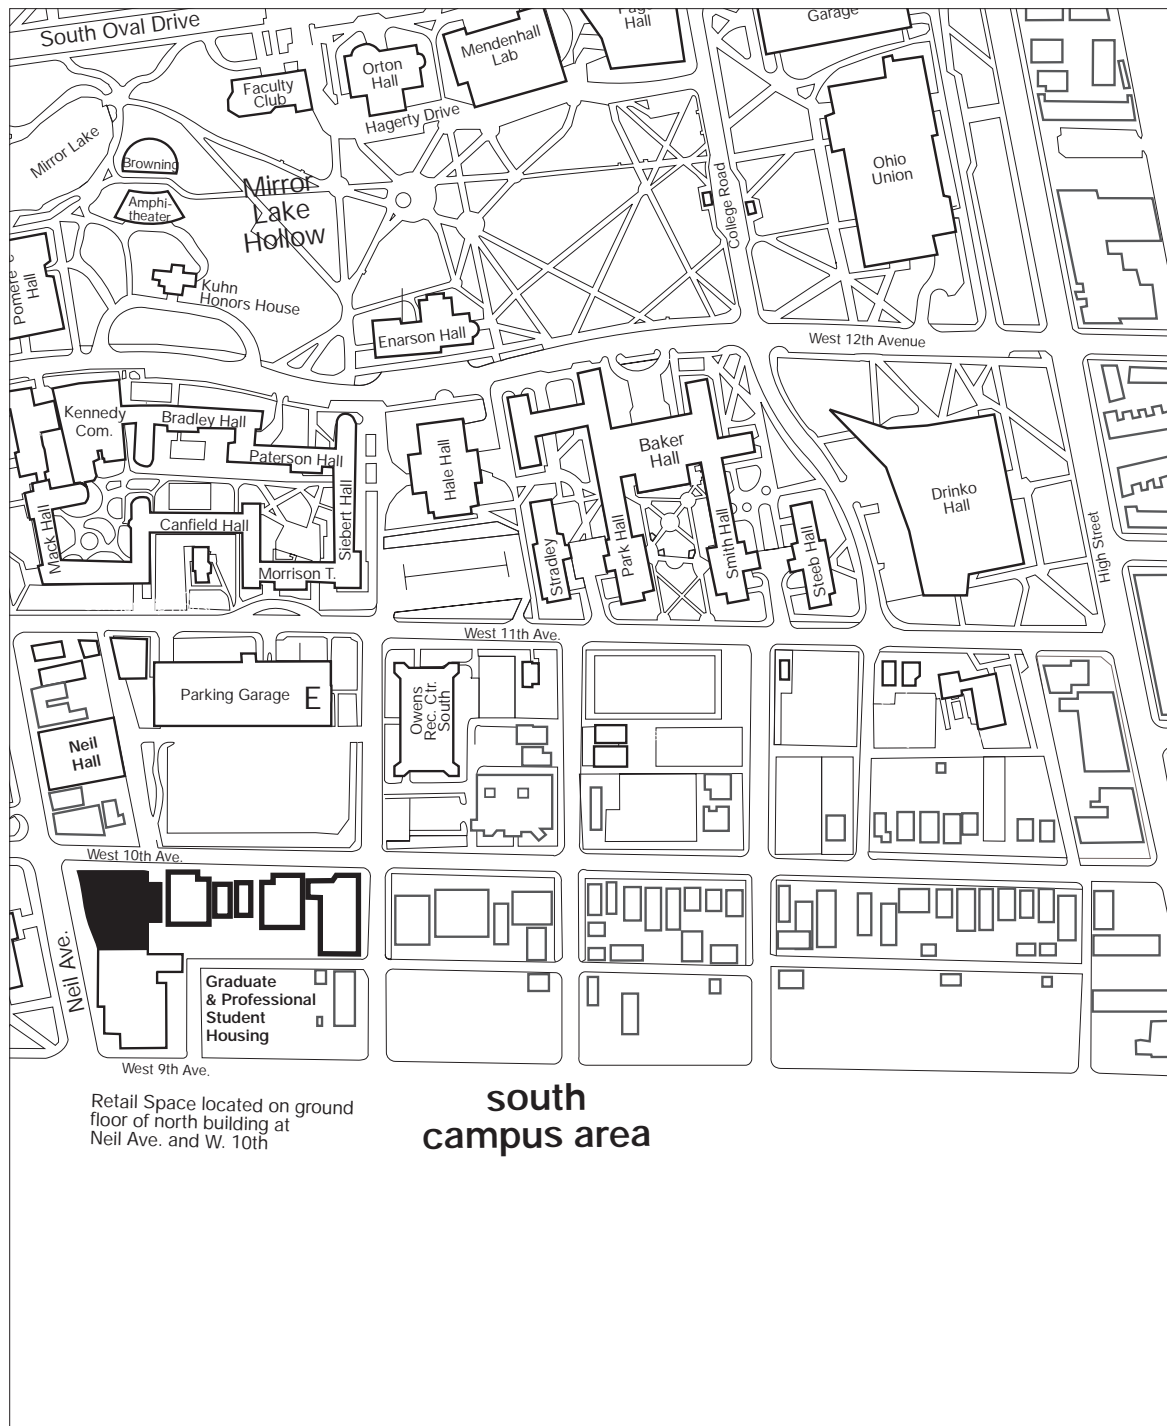 South Oval Drive
Hall
Garage
Mendenhall
Lab
Orton
Hall
Faculty
Club
Hagerty Drive
Mirror Lake
Browning
Amphi-
theater
Mirror
Lake
Hollow
Ohio
Union
College Road
Hall
Kuhn
Honors House
Enarson Hall
West 12th Avenue
Kennedy
Com.
Bradley Hall
Paterson Hall
Hale Hall
Baker
Hall
Drinko
Hall
Mack Hall
Canfield Hall
Siebert Hall
Morrison T.
Stradley
Park Hall
Smith Hall
Steeb Hall
High Street
West 11th Ave.
Parking Garage
E
Owens
Rec. Ctr.
South
Neil
Hall
West 10th Ave.
Neil Ave.
Graduate
& Professional
Student
Housing
West 9th Ave.
Retail Space located on ground
floor of north building at
Neil Ave. and W. 10th
south
campus area